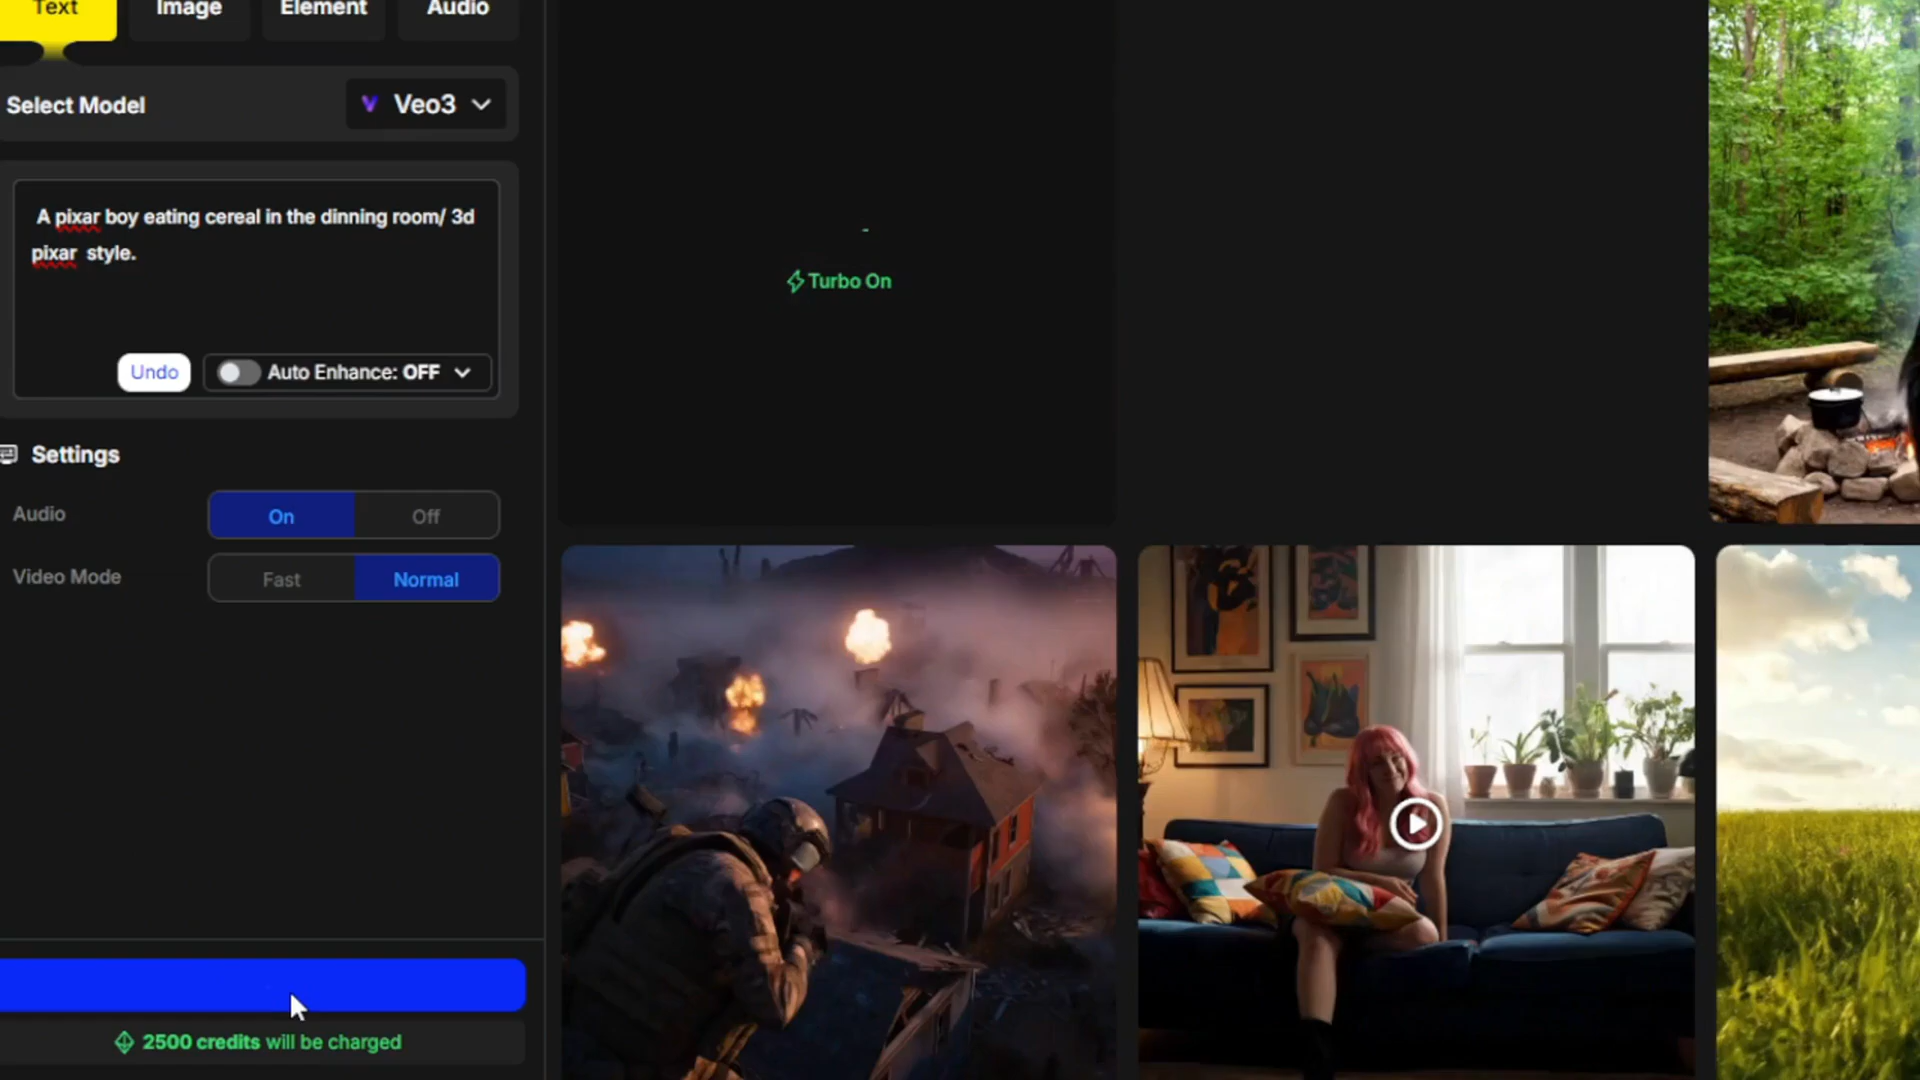 Text
Image
Element
Audio
Select Model
Veo3
A pixar boy eating cereal in the dinning room/ 3d
pixar style.
Undo
Auto Enhance: OFF
Settings
Audio
On
Off
Video Mode
Fast
Normal
2500 credits will be charged
Turbo On